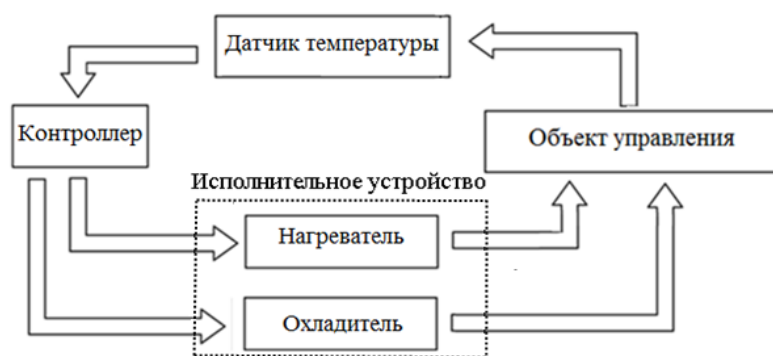 Датчик температуры
Контроллер
Объект управления
Исполнительное устройство
Нагреватель
Охладитель